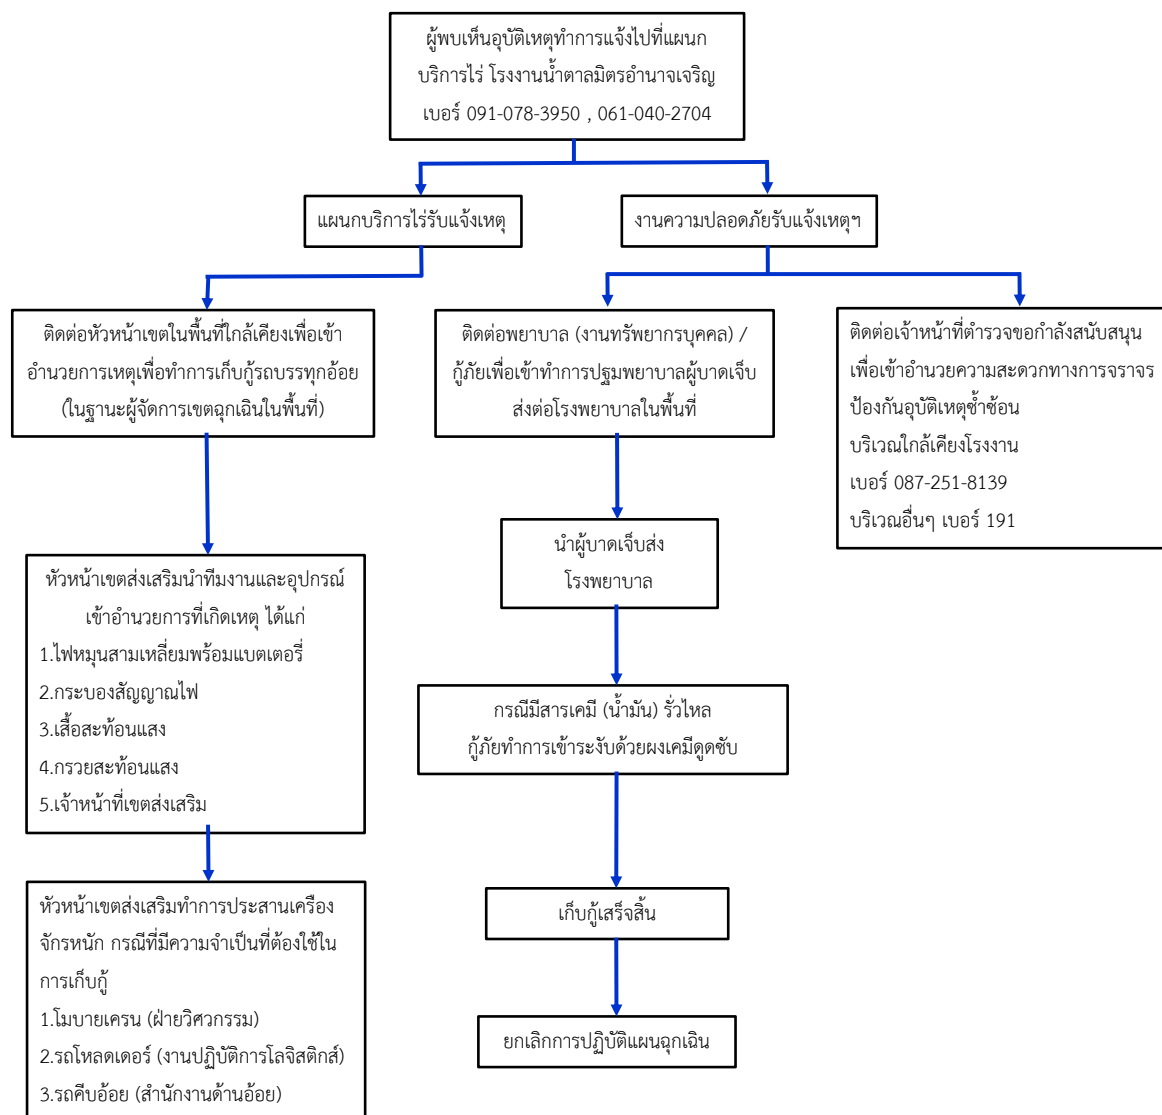 ผู้พบเห็นอุบัติเหตุทำการแจ้งไปที่แผนก
บริการไร่ โรงงานน้ำตาลมิตรอำนาจเจริญ
เบอร์ 091-078-3950 , 061-040-2704
แผนกบริการไร่รับแจ้งเหตุ
งานความปลอดภัยรับแจ้งเหตุฯ
ติดต่อหัวหน้าเขตในพื้นที่ใกล้เคียงเพื่อเข้า
อำนวยการเหตุเพื่อทำการเก็บกู้รถบรรทุกอ้อย
(ในฐานะผู้จัดการเขตฉุกเฉินในพื้นที่)
ติดต่อพยาบาล (งานทรัพยากรบุคคล) /
กู้ภัยเพื่อเข้าทำการปฐมพยาบาลผู้บาดเจ็บ
ส่งต่อโรงพยาบาลในพื้นที่
ติดต่อเจ้าหน้าที่ตำรวจขอกำลังสนับสนุน
เพื่อเข้าอำนวยความสะดวกทางการจราจร
ป้องกันอุบัติเหตุซ้ำซ้อน
บริเวณใกล้เคียงโรงงาน
เบอร์ 087-251-8139
บริเวณอื่นๆ เบอร์ 191
หัวหน้าเขตส่งเสริมนำทีมงานและอุปกรณ์
เข้าอำนวยการที่เกิดเหตุ ได้แก่
1.ไฟหมุนสามเหลี่ยมพร้อมแบตเตอรี่
2.กระบองสัญญาณไฟ
3.เสื้อสะท้อนแสง
4.กรวยสะท้อนแสง
5.เจ้าหน้าที่เขตส่งเสริม
นำผู้บาดเจ็บส่ง
โรงพยาบาล
กรณีมีสารเคมี (น้ำมัน) รั่วไหล
กู้ภัยทำการเข้าระงับด้วยผงเคมีดูดซับ
หัวหน้าเขตส่งเสริมทำการประสานเครื่อง
จักรหนัก กรณีที่มีความจำเป็นที่ต้องใช้ใน
การเก็บกู้
1.โมบายเครน (ฝ่ายวิศวกรรม)
2.รถโหลดเดอร์ (งานปฏิบัติการโลจิสติกส์)
3.รถคีบอ้อย (สำนักงานด้านอ้อย)
เก็บกู้เสร็จสิ้น
ยกเลิกการปฏิบัติแผนฉุกเฉิน